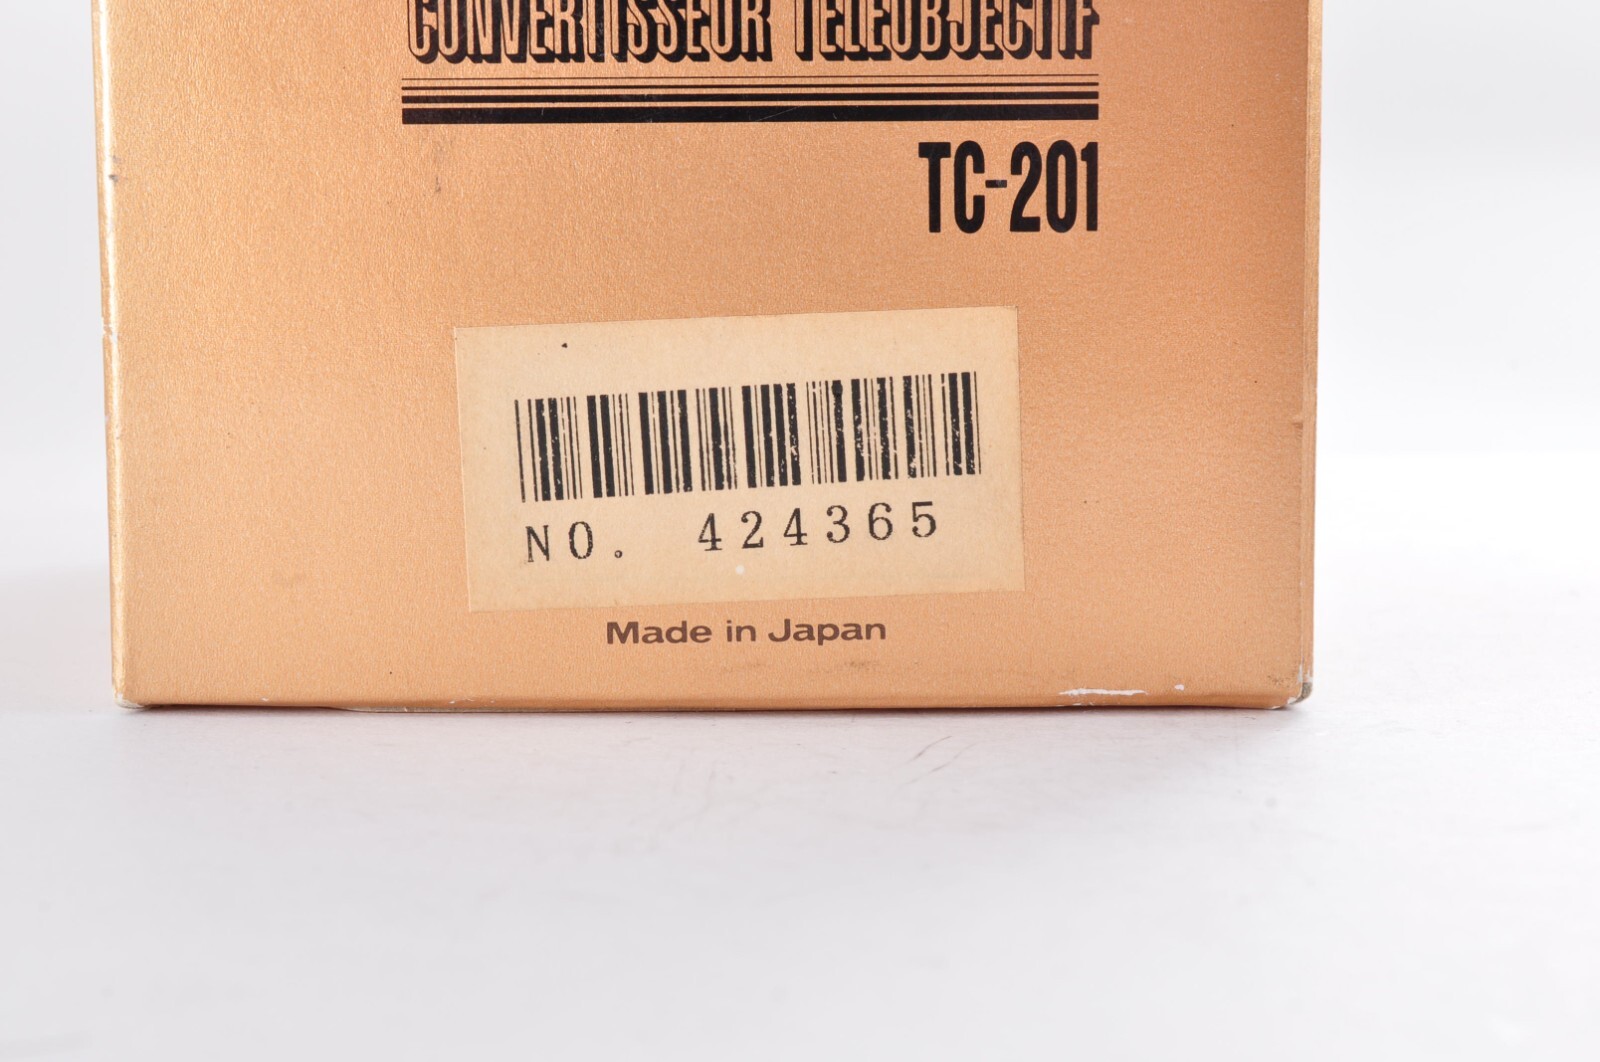 CONVERTISSEUR TELEOBJECTIF
TC-201
NO. 424365
Made in Japan